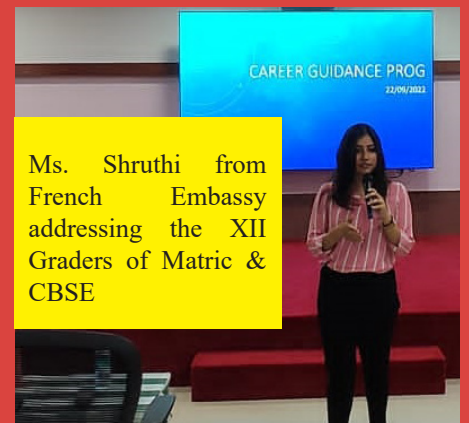 CAREER GUIDANCE PROG
22/09/2022
Ms. Shruthi from
French Embassy
addressing the XII
Graders of Matric &
CBSE